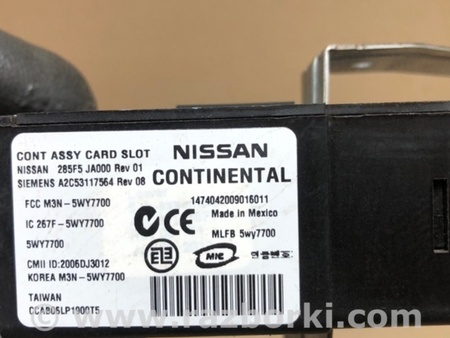 CONT ASSY CARD SLOT
NISSAN
NISSAN 285F5 JA000 Rev 01
SIEMENS A2C53117564 Rev 08
CONTINENTAL
FCC M3N-5WY7700
1474042009016011
Made in Mexico
IC 267F-5WY7700
CE
MLFB 5wy7700
5WY7700
MIC
CMII ID:2006DJ3012
KOREA M3N-5WY7700
TAIWAN
CCAB05LP1900T5
www.razborki.com